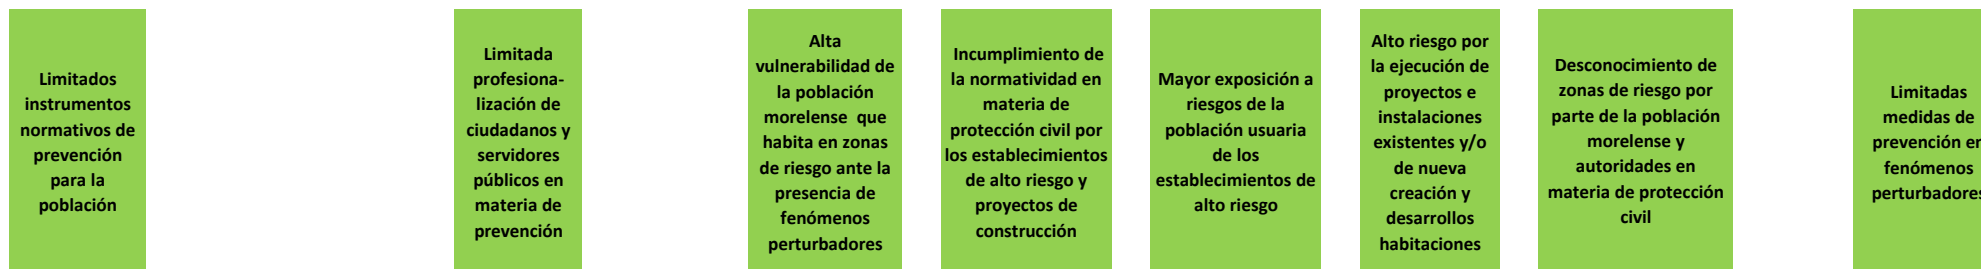 Limitados
instrumentos
normativos de
prevención
para la
población
Limitada
profesiona-
lización de
ciudadanos y
servidores
públicos en
materia de
prevención
Alta
vulnerabilidad de
la población
morelense que
habita en zonas
de riesgo ante la
presencia de
fenómenos
perturbadores
Incumplimiento de
la normatividad en
materia de
protección civil por
los establecimientos
de alto riesgo y
proyectos de
construcción
Mayor exposición a
riesgos de la
población usuaria
de los
establecimientos de
alto riesgo
Alto riesgo por
la ejecución de
proyectos e
instalaciones
existentes y/o
de nueva
creación y
desarrollos
habitaciones
Desconocimiento de
zonas de riesgo por
parte de la población
morelense y
autoridades en
materia de protección
civil
Limitadas
medidas de
prevención en
fenómenos
perturbadores